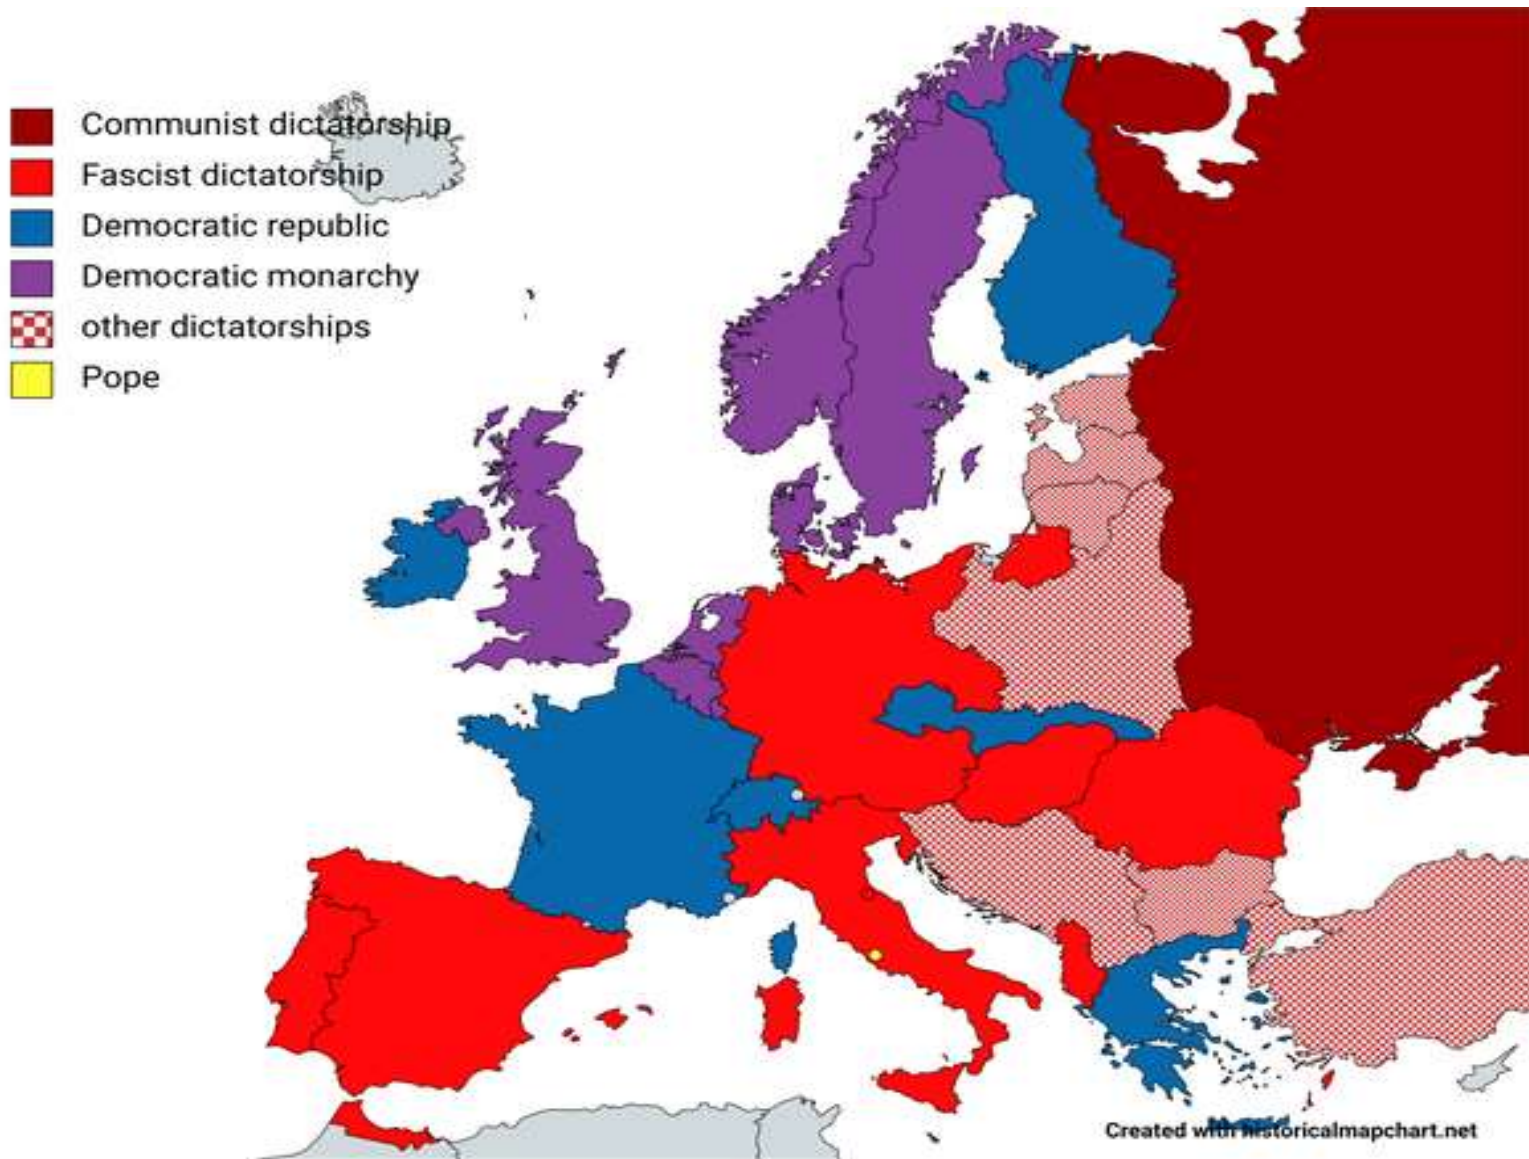 Communist dictatorship
Fascist dictatorship
Democratic republic
Democratic monarchy
other dictatorships
Pope
Created with historicalmapchart.net